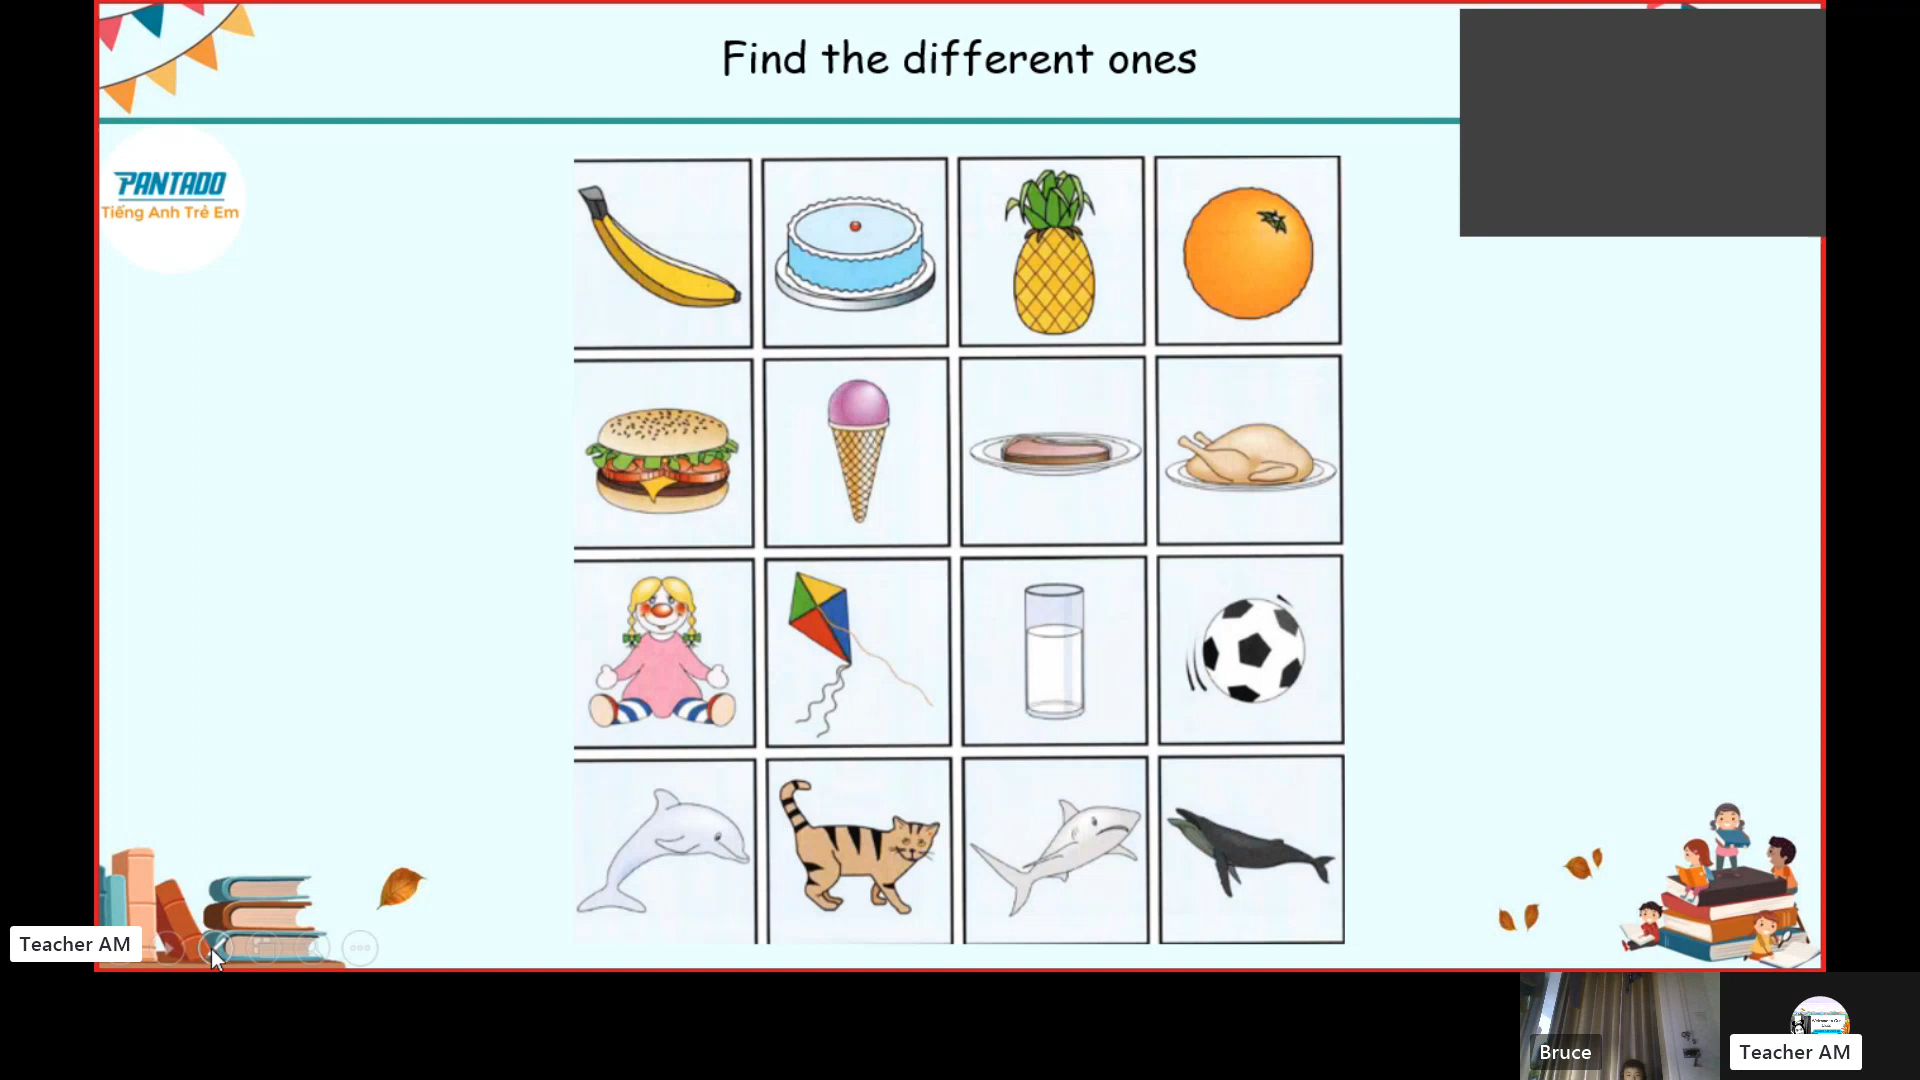 Find the different ones
PANTADO
Tiếng Anh Trẻ Em
Teacher AM
Bruce
Teacher AM